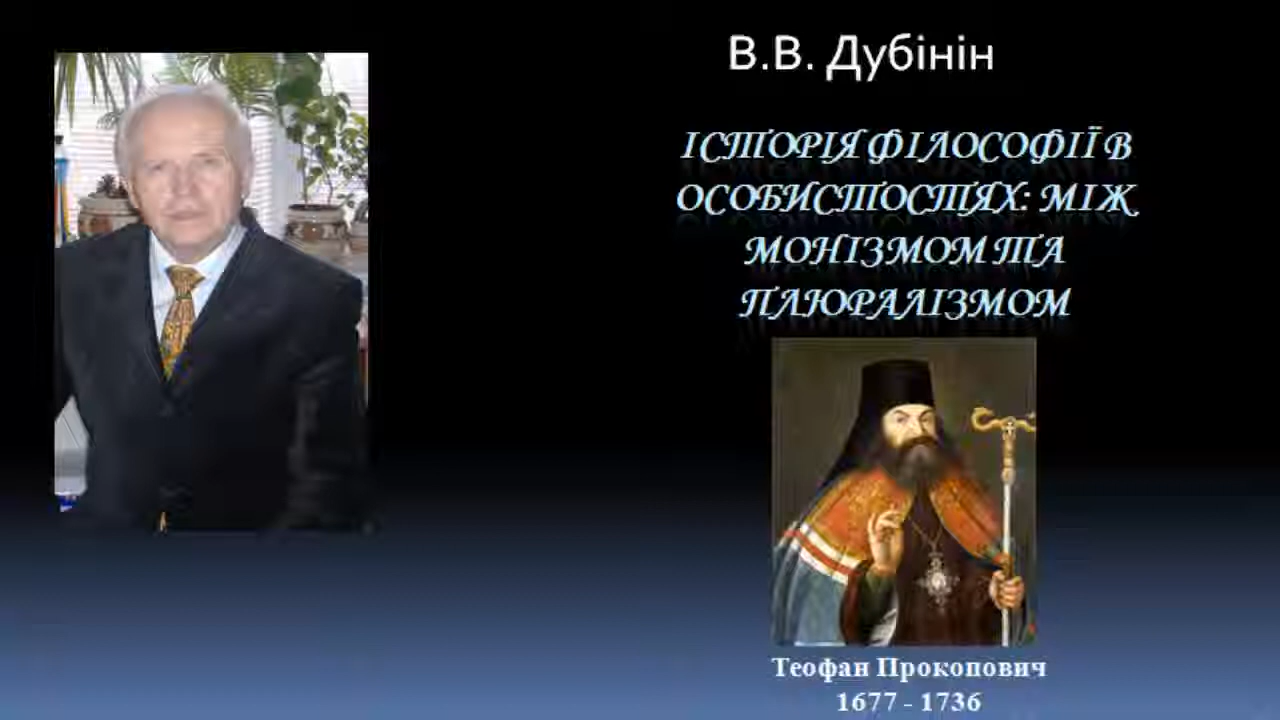 В.В. Дубінін
ІСТОРІЯ ФІЛОСОФІЇ В
ОСОБИСТОСТЯХ: МІЖ
МОНІЗМОМ ТА
ПЛЮРАЛІЗМОМ
Теофан Прокопович
1677 - 1736